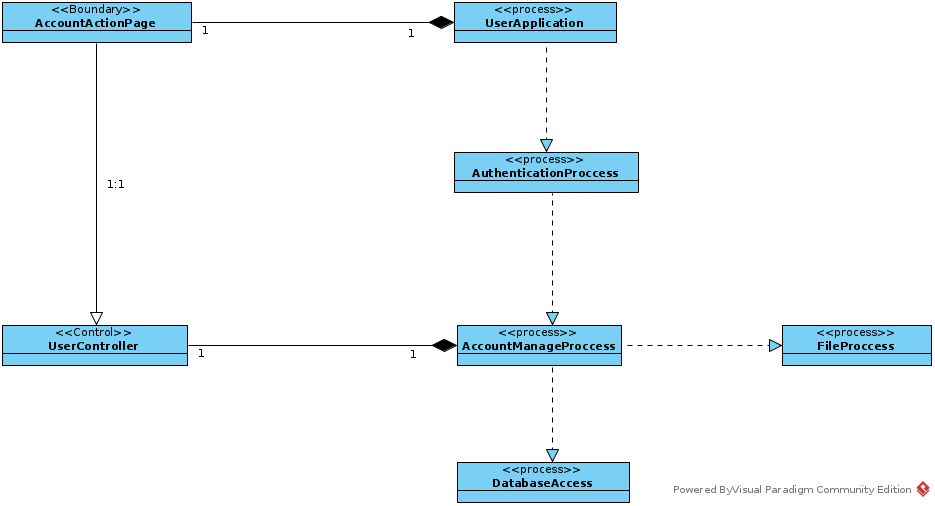 <<Boundary>>
AccountActionPage
<<process>>
UserApplication
1
1
<<process>>
AuthenticationProccess
1:1
<<Control>>
UserController
<<process>>
AccountManageProccess
<<process>>
FileProccess
1
1
<<process>>
DatabaseAccess
Powered ByVisual Paradigm Community Edition